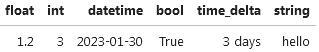 float int datetime bool time_delta string
1.2 3 2023-01-30 True 3 days hello